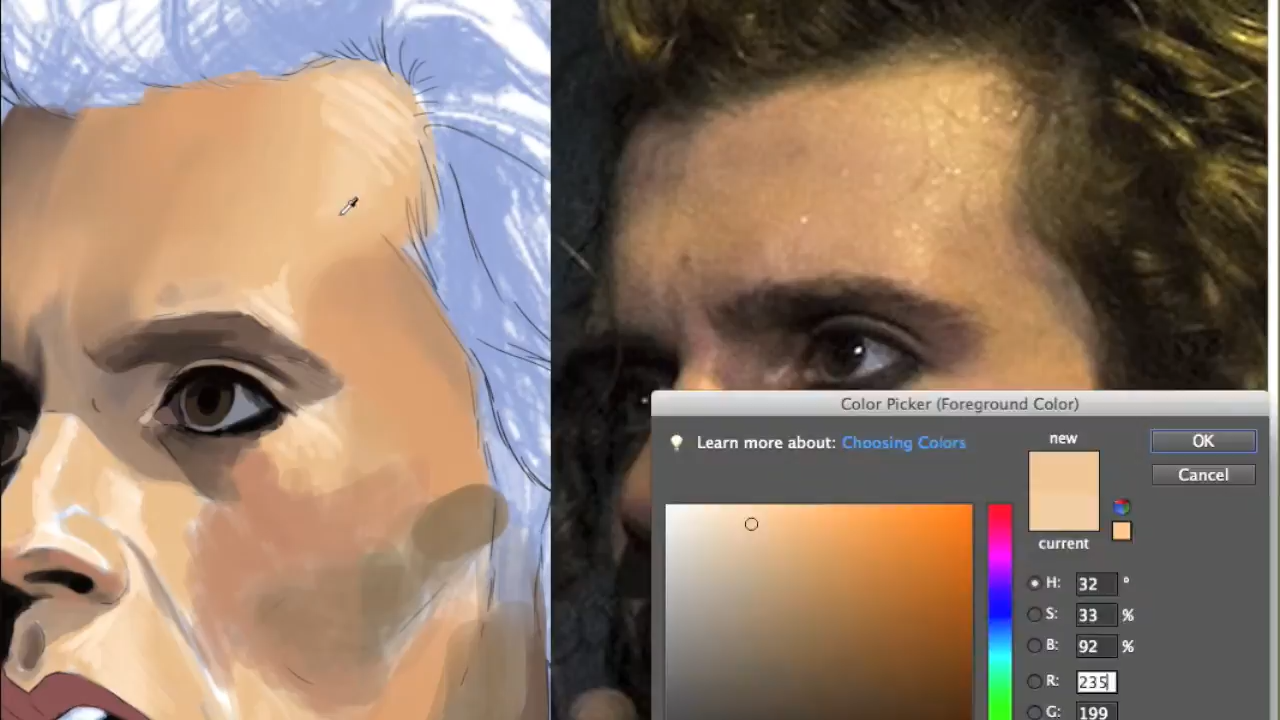 Color Picker (Foreground Color)
Learn more about: Choosing Colors
new
OK
Cancel
current
H: 32 °
S: 33 %
B: 92 %
R: 235
G: 199